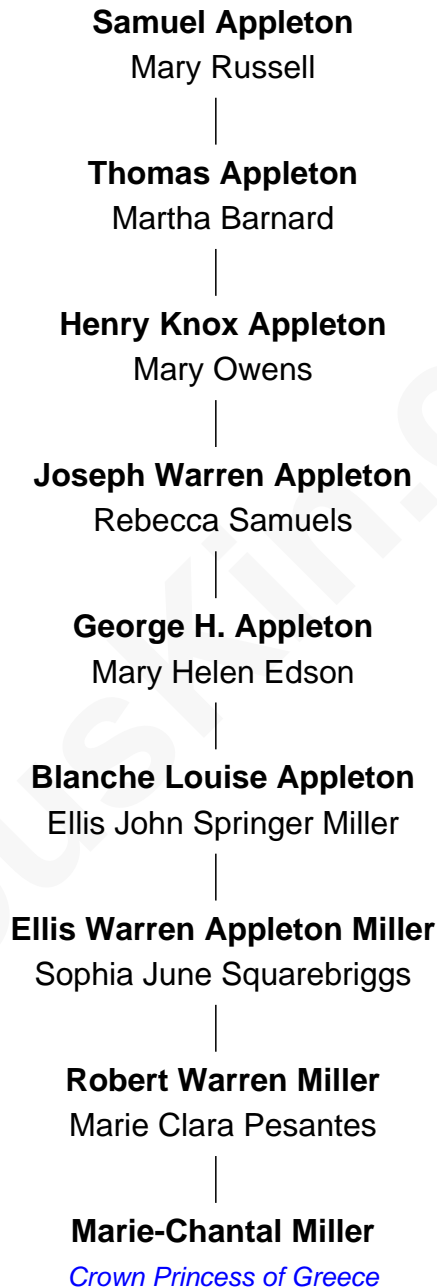 Samuel Appleton
Mary Russell
Thomas Appleton
Martha Barnard
Henry Knox Appleton
Mary Owens
Joseph Warren Appleton
Rebecca Samuels
George H. Appleton
Mary Helen Edson
Blanche Louise Appleton
Ellis John Springer Miller
Ellis Warren Appleton Miller
Sophia June Squarebriggs
Robert Warren Miller
Marie Clara Pesantes
Marie-Chantal Miller
Crown Princess of Greece